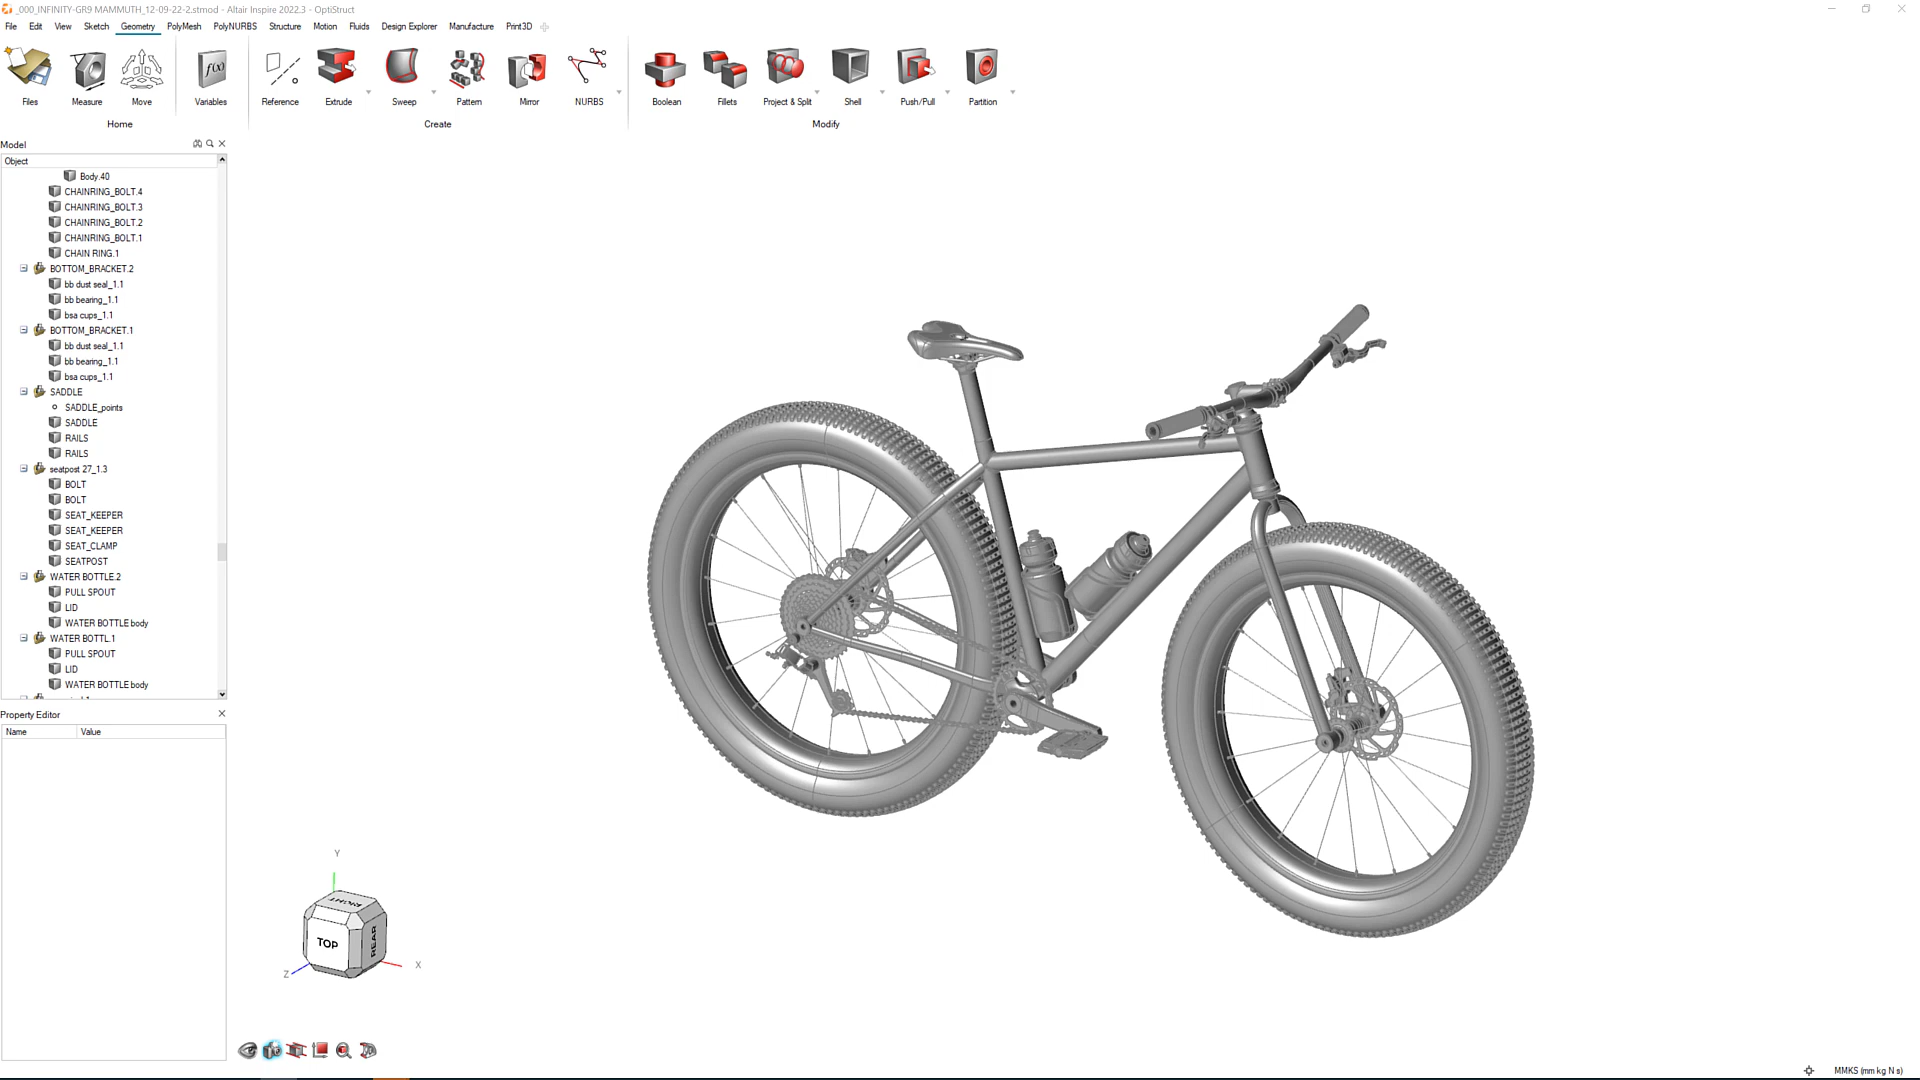 _000_INFINITY-GR9 MAMMUTH_12-09-22-2.stmod - Altair Inspire 2022.3 - OptiStruct
File Edit View Sketch Geometry PolyMesh PolyNURBS Structure Motion Fluids Design Explorer Manufacture Print3D
Files Measure Move Variables Reference Extrude Sweep Pattern Mirror NURBS Boolean Fillets Project & Split Shell Push/Pull Partition
Home Create Modify
Model
Object
Body.40
CHAINRING_BOLT.4
CHAINRING_BOLT.3
CHAINRING_BOLT.2
CHAINRING_BOLT.1
CHAIN RING.1
BOTTOM_BRACKET.2
bb dust seal_1.1
bb bearing_1.1
bsa cups_1.1
BOTTOM_BRACKET.1
bb dust seal_1.1
bb bearing_1.1
bsa cups_1.1
SADDLE
SADDLE_points
SADDLE
RAILS
RAILS
seatpost 27_1.3
BOLT
BOLT
SEAT_KEEPER
SEAT_KEEPER
SEAT_CLAMP
SEATPOST
WATER BOTTLE.2
PULL SPOUT
LID
WATER BOTTLE body
WATER BOTTL.1
PULL SPOUT
LID
WATER BOTTLE body
Property Editor
Name Value
Y
RIGHT
TOP REAR
Z X
MMKS (mm kg N s)
f(x)